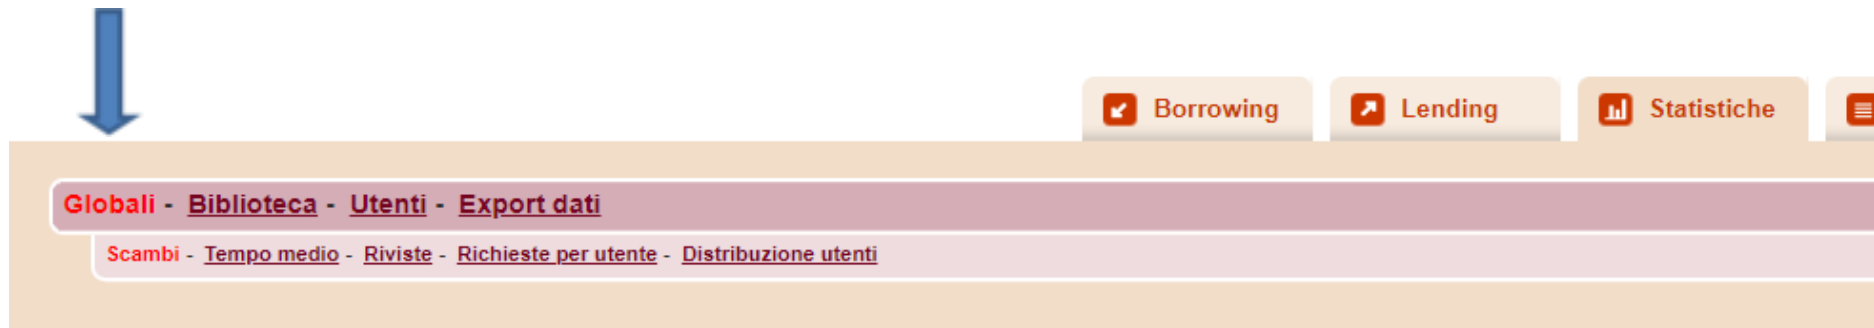 Borrowing Lending Statistiche
Globali - Biblioteca - Utenti - Export dati
Scambi - Tempo medio - Riviste - Richieste per utente - Distribuzione utenti